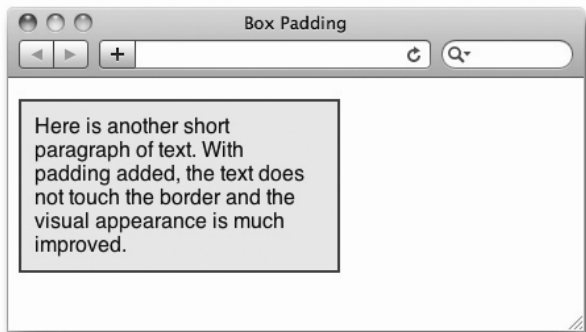 Box Padding
Here is another short
paragraph of text. With
padding added, the text does
not touch the border and the
visual appearance is much
improved.